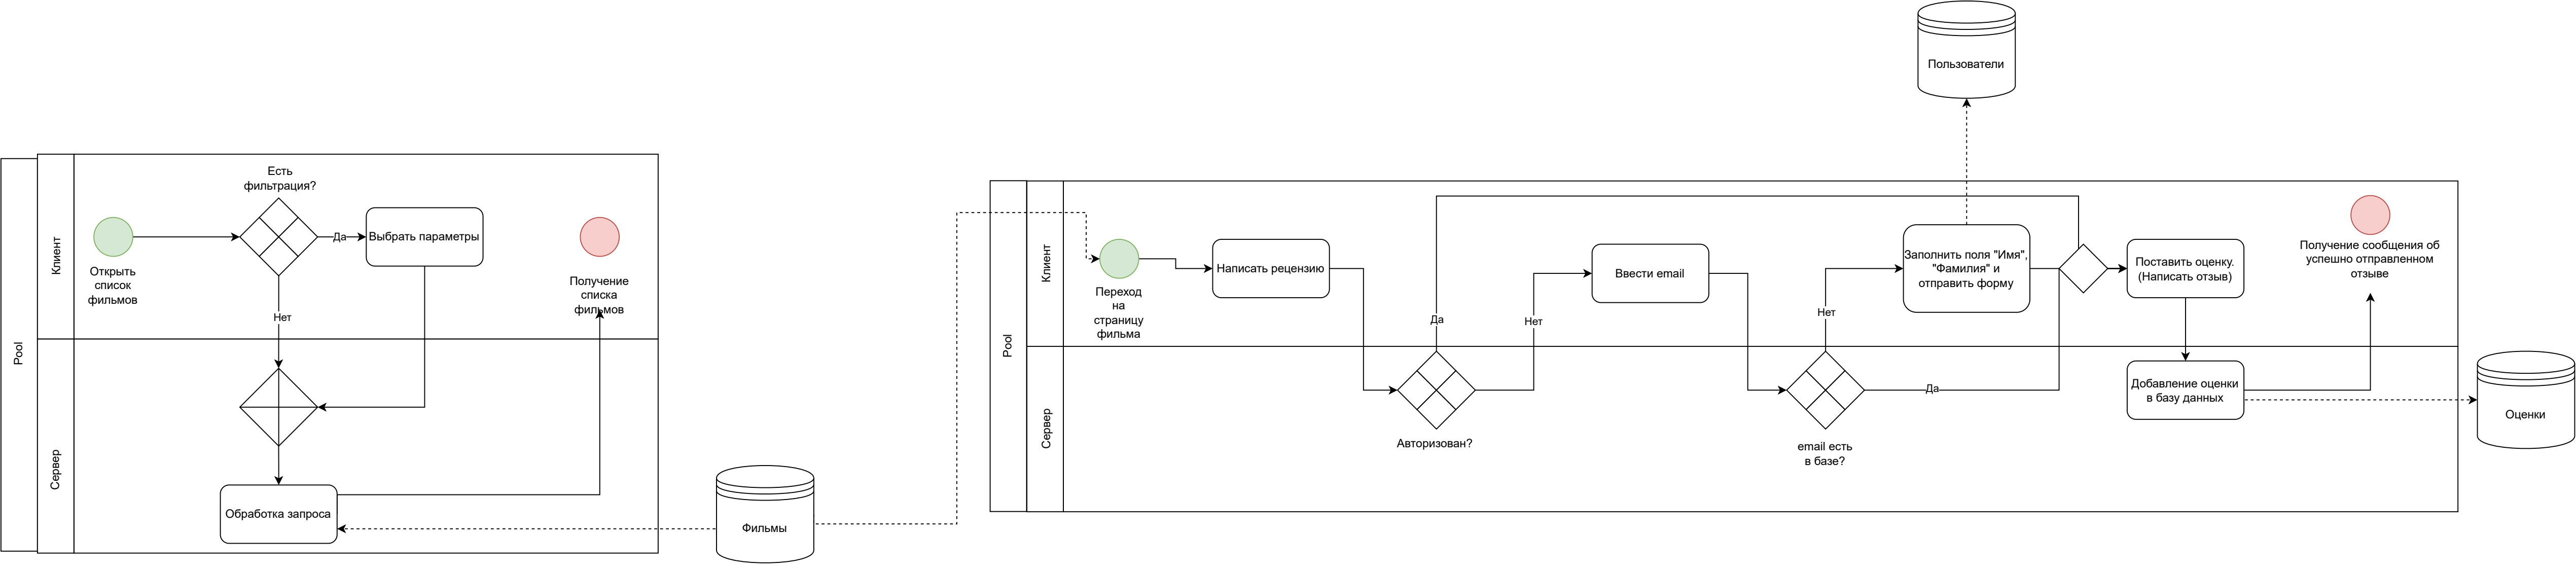 Pool
Клиент
Сервер
Есть
фильтрация?
Открыть
список
фильмов
Да
Выбрать параметры
Нет
Получение
списка
фильмов
Обработка запроса
Фильмы
Pool
Клиент
Сервер
Переход
на
страницу
фильма
Написать рецензию
Да
Авторизован?
Нет
Ввести email
Нет
email есть
в базе?
Да
Пользователи
Заполнить поля "Имя",
"Фамилия" и
отправить форму
Поставить оценку.
(Написать отзыв)
Добавление оценки
в базу данных
Получение сообщения об
успешно отправленном
отзыве
Оценки